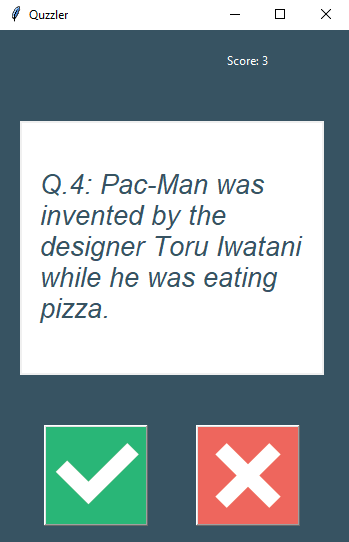 Quzzler
Score: 3
Q.4: Pac-Man was
invented by the
designer Toru Iwatani
while he was eating
pizza.